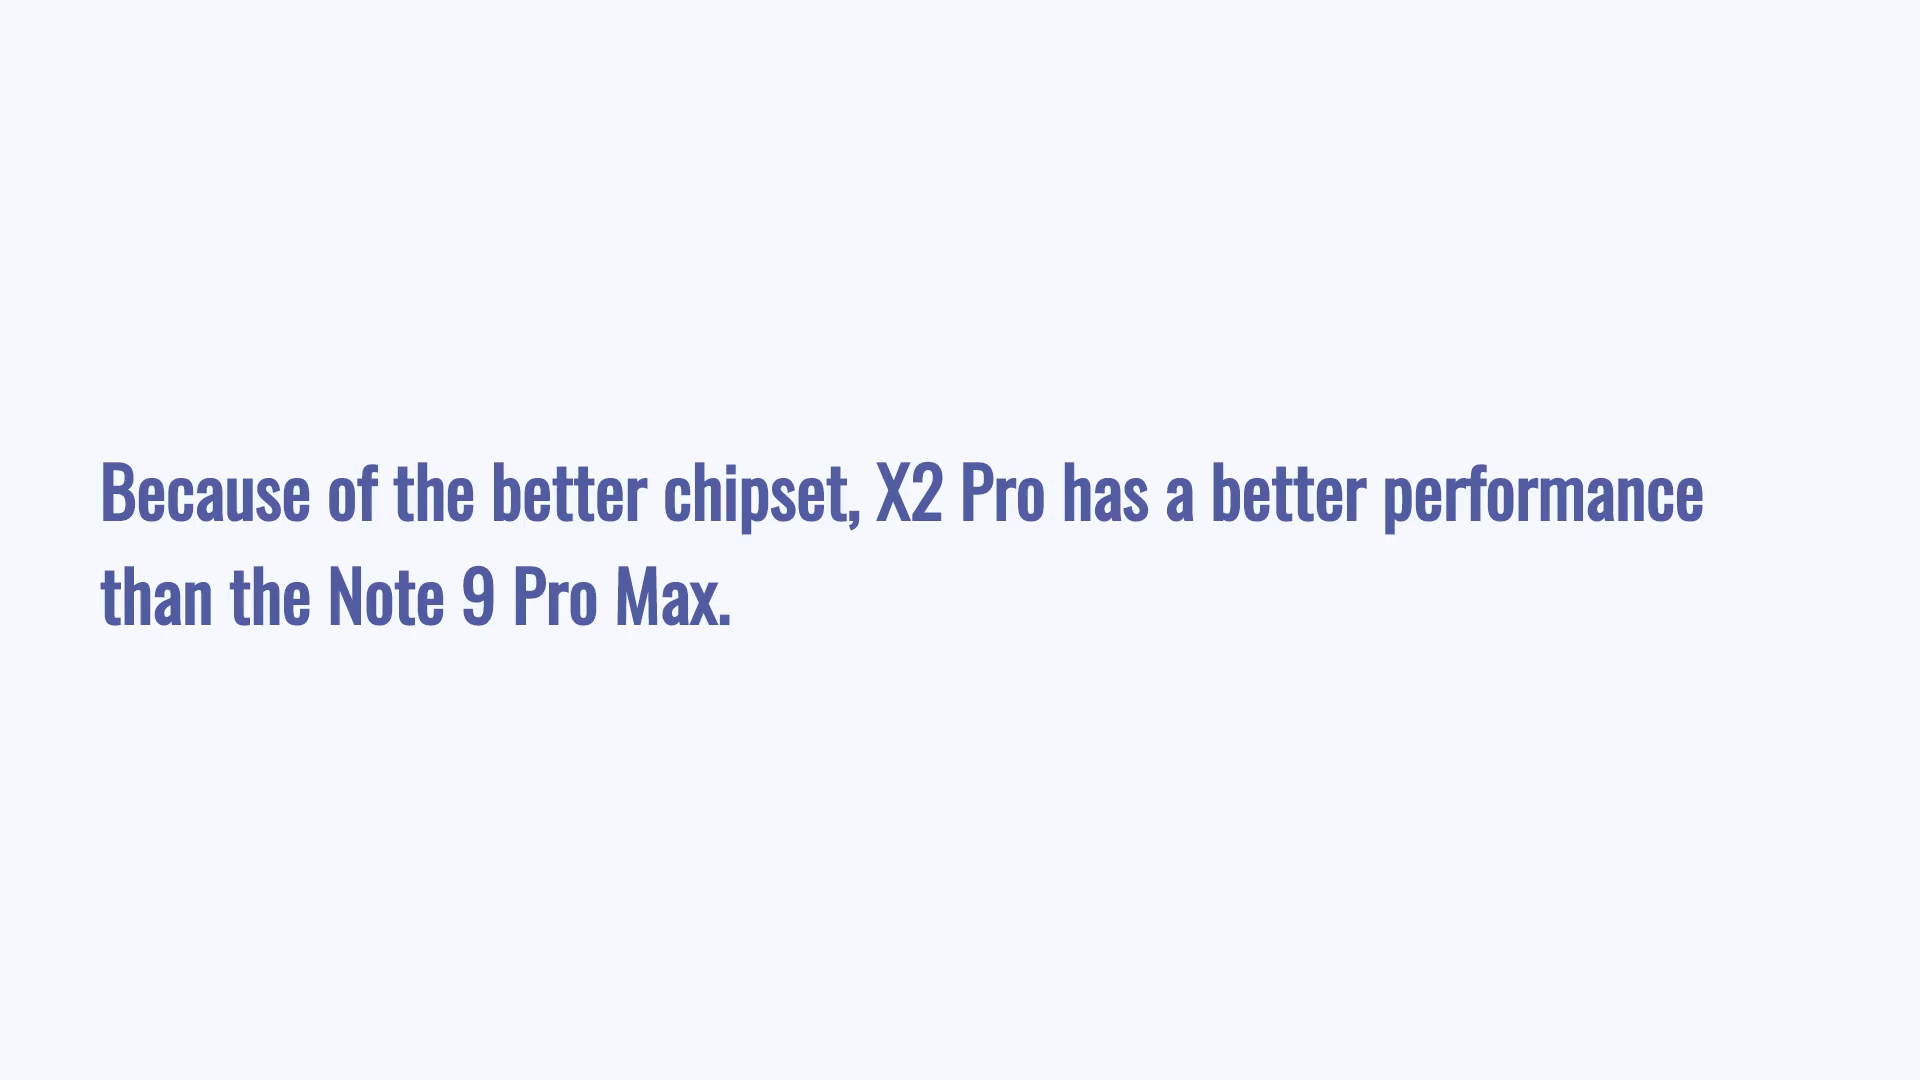 Because of the better chipset, X2 Pro has a better performance
than the Note 9 Pro Max.